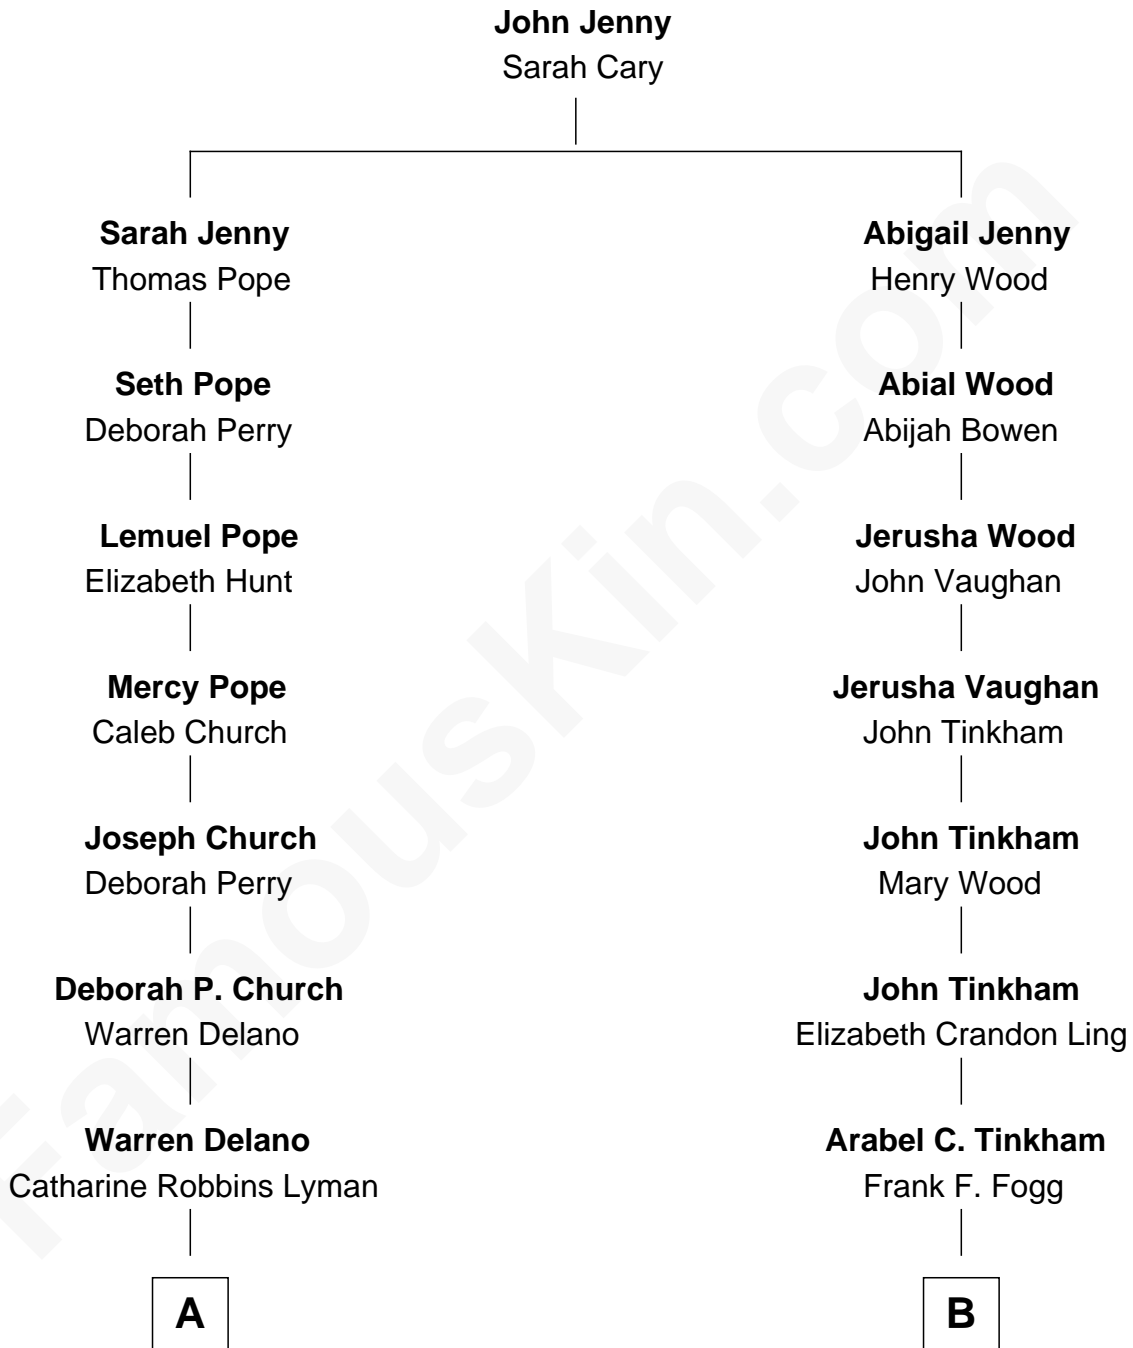 John Jenny
Sarah Cary
Sarah Jenny
Thomas Pope
Abigail Jenny
Henry Wood
Seth Pope
Deborah Perry
Abial Wood
Abijah Bowen
Lemuel Pope
Elizabeth Hunt
Jerusha Wood
John Vaughan
Mercy Pope
Caleb Church
Jerusha Vaughan
John Tinkham
Joseph Church
Deborah Perry
John Tinkham
Mary Wood
Deborah P. Church
Warren Delano
John Tinkham
Elizabeth Crandon Ling
Warren Delano
Catharine Robbins Lyman
Arabel C. Tinkham
Frank F. Fogg
A
B
FamousKin.com